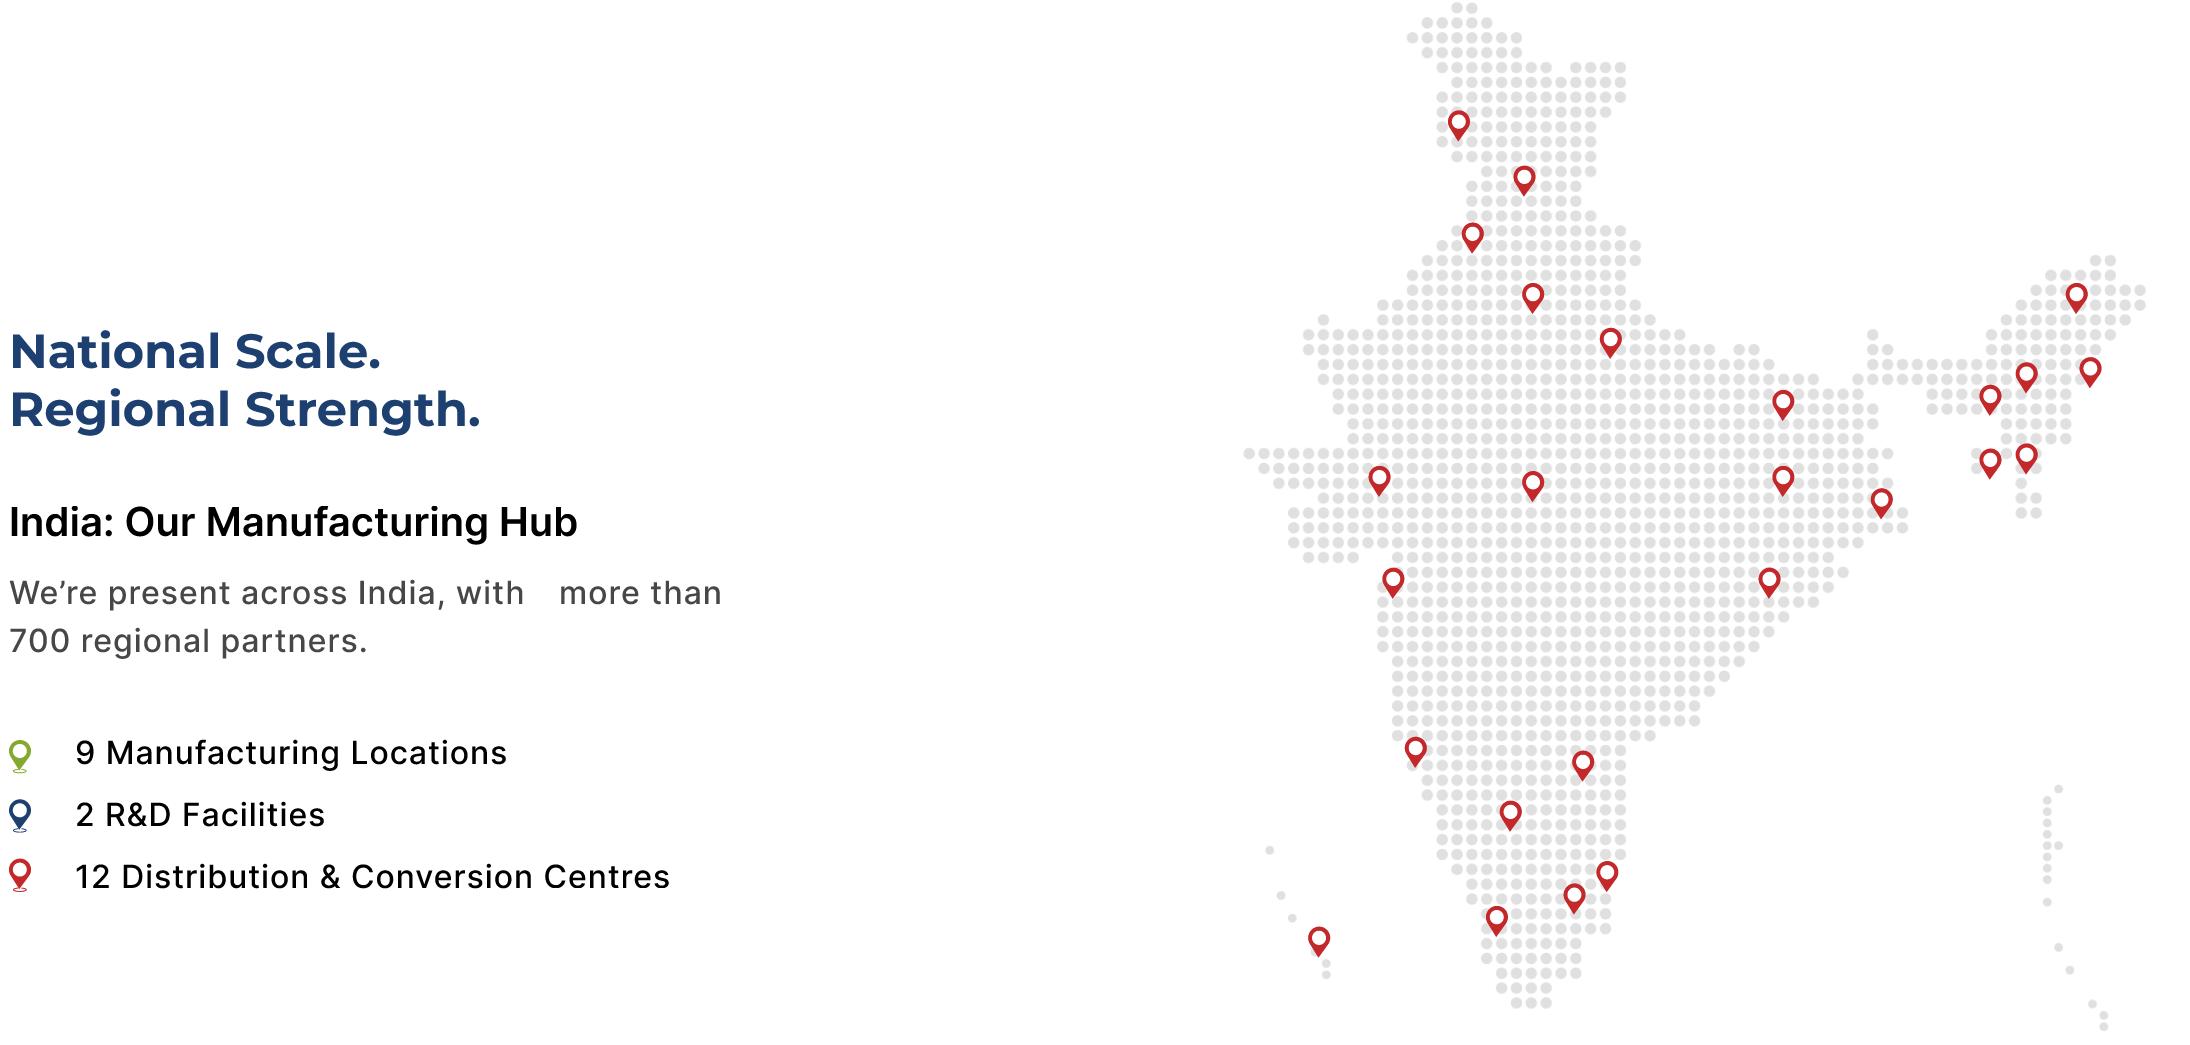 National Scale.
Regional Strength.
India: Our Manufacturing Hub
We’re present across India, with more than
700 regional partners.
9 Manufacturing Locations
2 R&D Facilities
12 Distribution & Conversion Centres